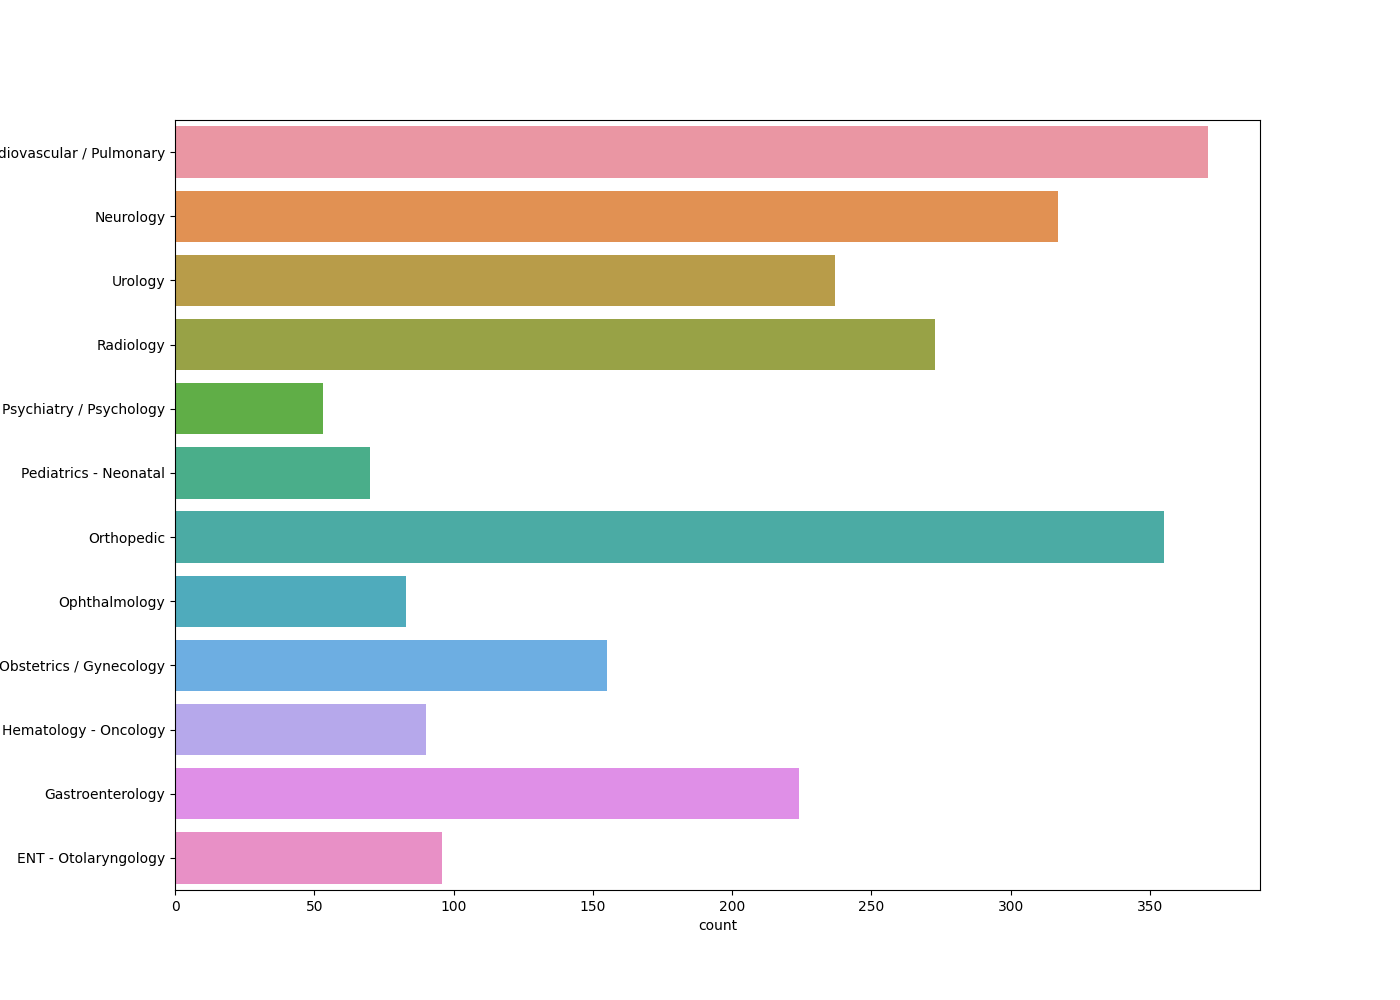 diovascular / Pulmonary
Neurology
Urology
Radiology
Psychiatry / Psychology
Pediatrics - Neonatal
Orthopedic
Ophthalmology
Obstetrics / Gynecology
Hematology - Oncology
Gastroenterology
ENT - Otolaryngology
0 50 100 150 200 250 300 350
count